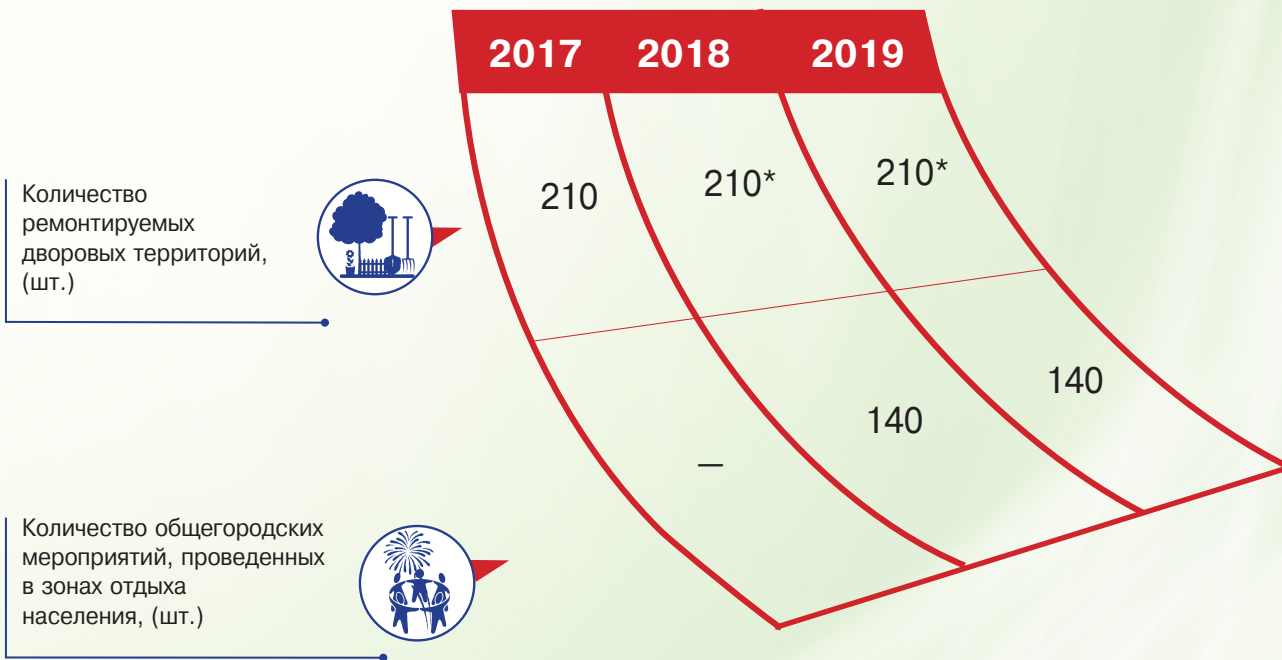 2017 2018 2019
Количество
ремонтируемых
дворовых территорий,
(шт.)
210 210* 210*
Количество общегородских
мероприятий, проведенных
в зонах отдыха
населения, (шт.)
– 140 140